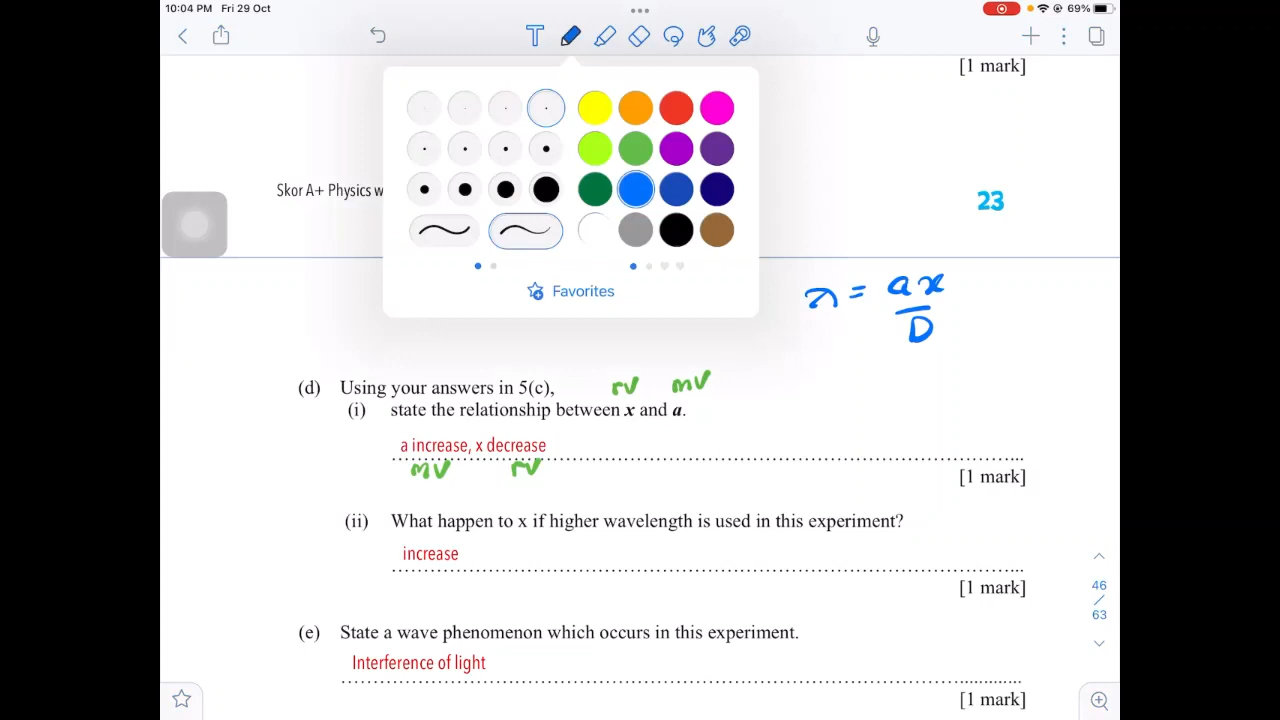 10:04 PM Fri 29 Oct
69%
T
[1 mark]
Skor A+ Physics w
23
Favorites
λ = ax
D
(d) Using your answers in 5(c),
rv mv
(i) state the relationship between x and a.
a increase, x decrease
mv rv
[1 mark]
(ii) What happen to x if higher wavelength is used in this experiment?
increase
[1 mark]
46
/
63
(e) State a wave phenomenon which occurs in this experiment.
Interference of light
[1 mark]